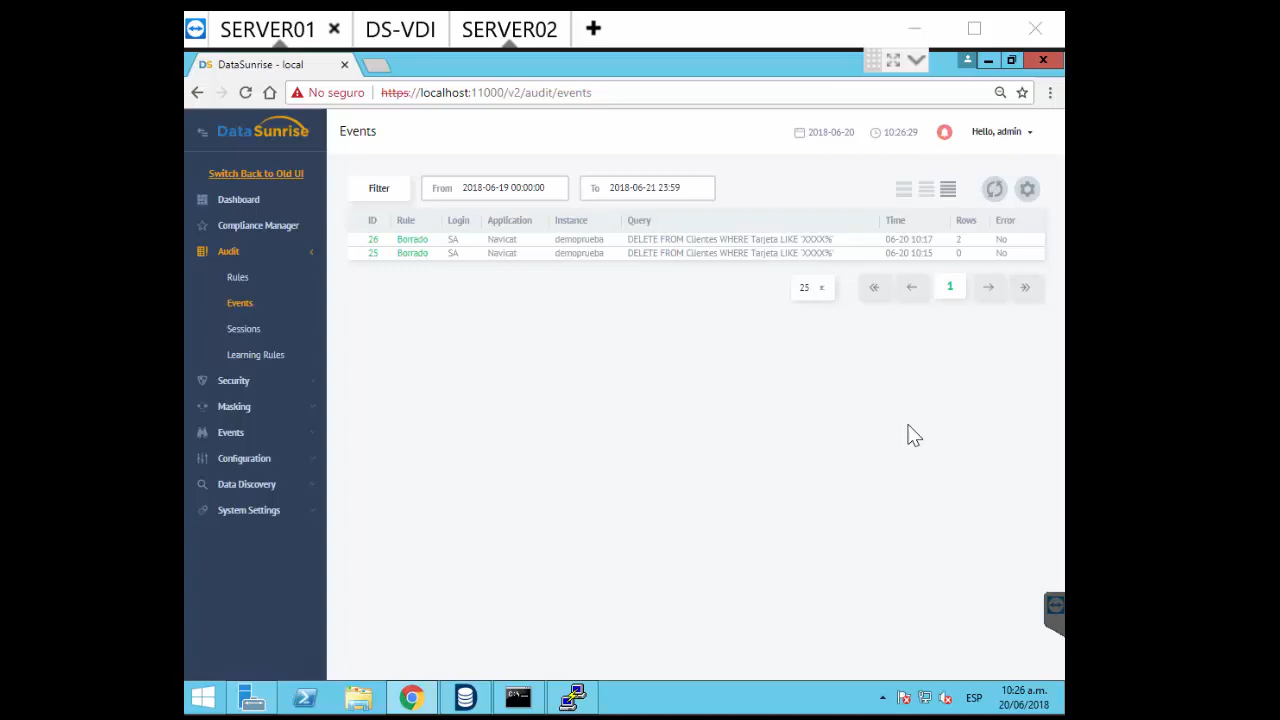 SERVER01 DS-VDI SERVER02
DS DataSunrise - local
No seguro https://localhost:11000/v2/audit/events
DataSunrise Events 2018-06-20 10:26:29 Hello, admin
Switch Back to Old UI
Filter From 2018-06-19 00:00:00 To 2018-06-21 23:59
Dashboard
Compliance Manager
Audit
Rules
Events
Sessions
Learning Rules
Security
Masking
Events
Configuration
Data Discovery
System Settings
ID Rule Login Application Instance Query Time Rows Error
26 Borrado SA Navicat demoprueba DELETE FROM Clientes WHERE Tarjeta LIKE 'XXXX%' 06-20 10:17 2 No
25 Borrado SA Navicat demoprueba DELETE FROM Clientes WHERE Tarjeta LIKE 'XXXX%' 06-20 10:15 0 No
25 1
C:\.
ESP
10:26 a.m.
20/06/2018